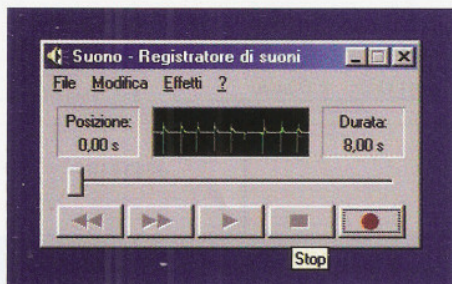 Suono - Registratore di suoni
File Modifica Effetti ?
Posizione:
0,00 s
Durata:
8,00 s
Stop